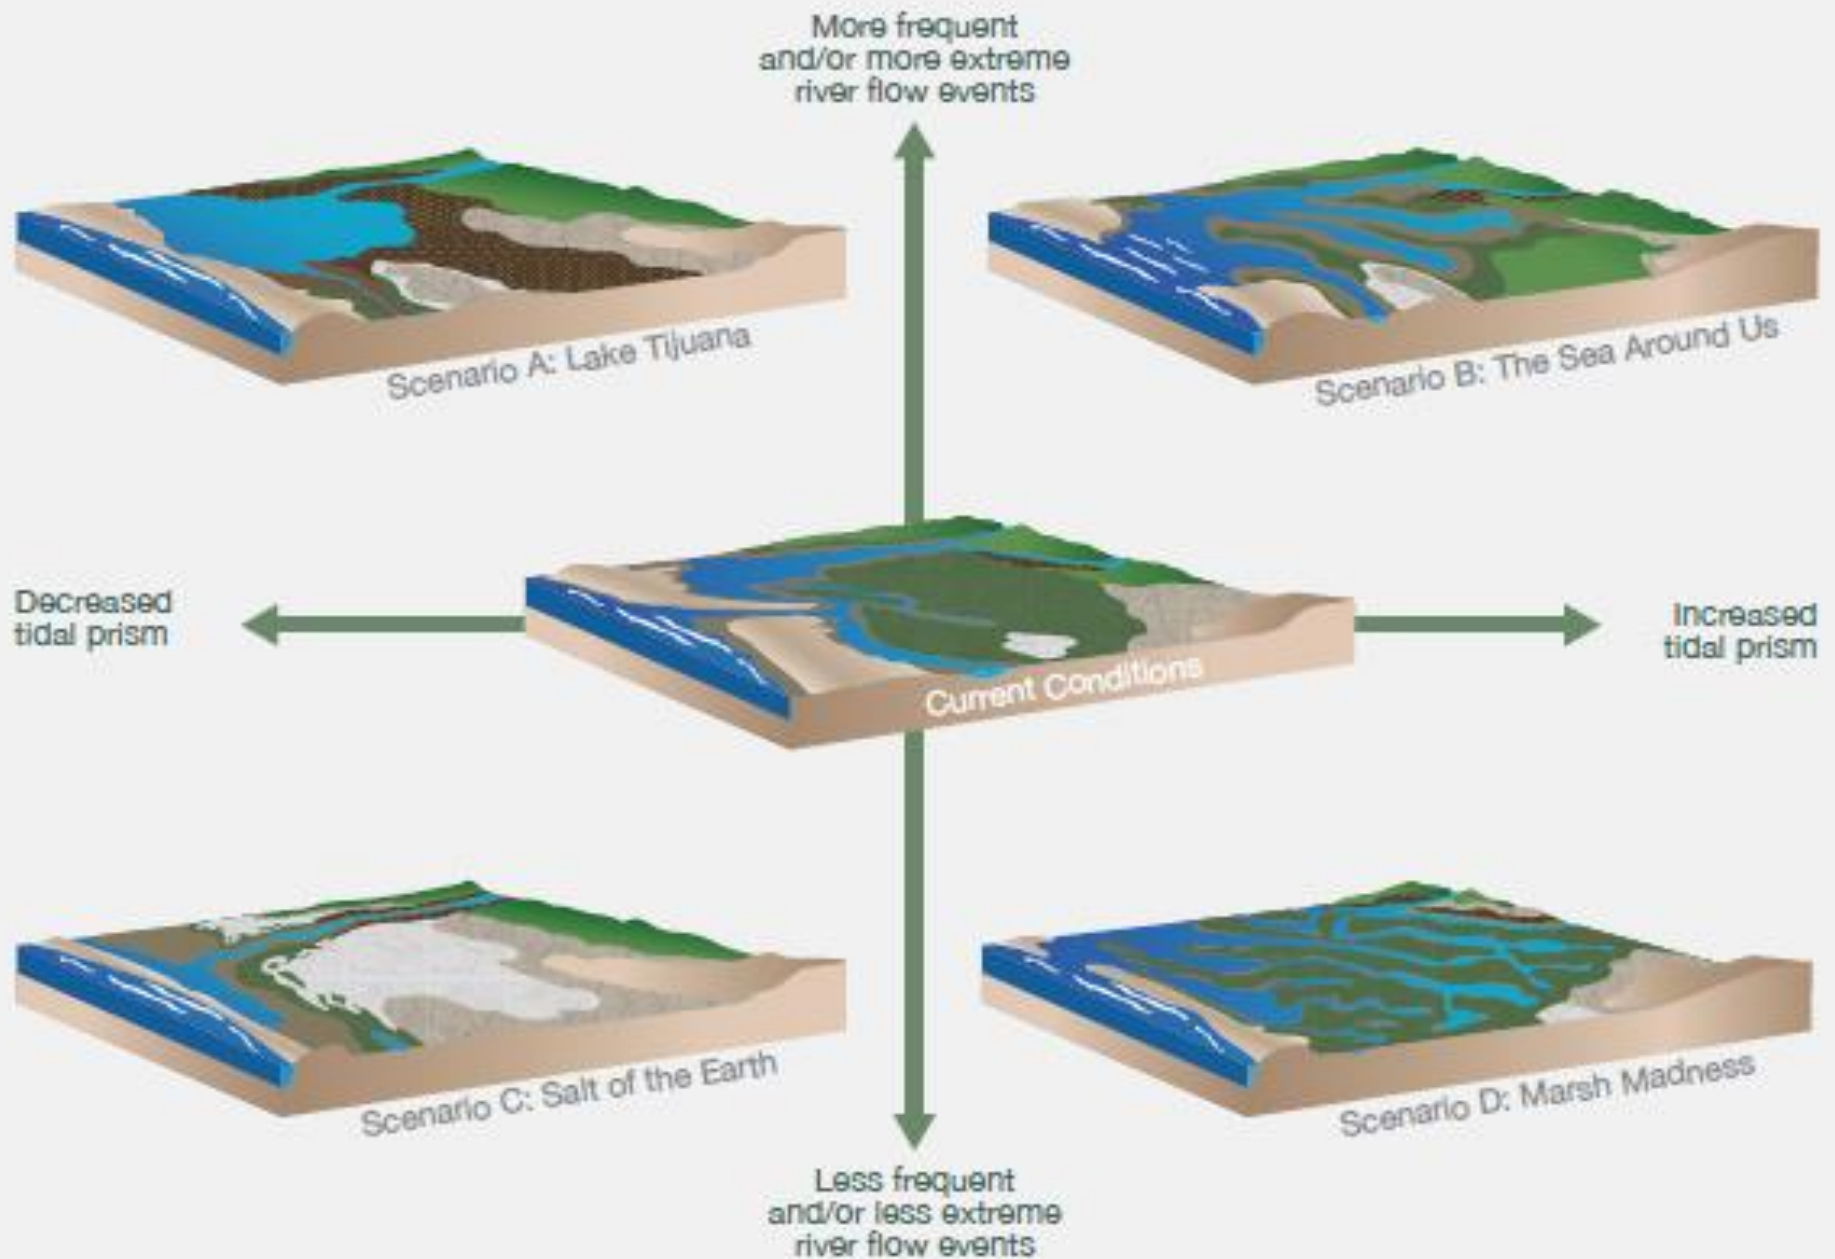 More frequent
and/or more extreme
river flow events
Scenario A: Lake Tijuana
Scenario B: The Sea Around Us
Decreased
tidal prism
Increased
tidal prism
Current Conditions
Scenario C: Salt of the Earth
Scenario D: Marsh Madness
Less frequent
and/or less extreme
river flow events